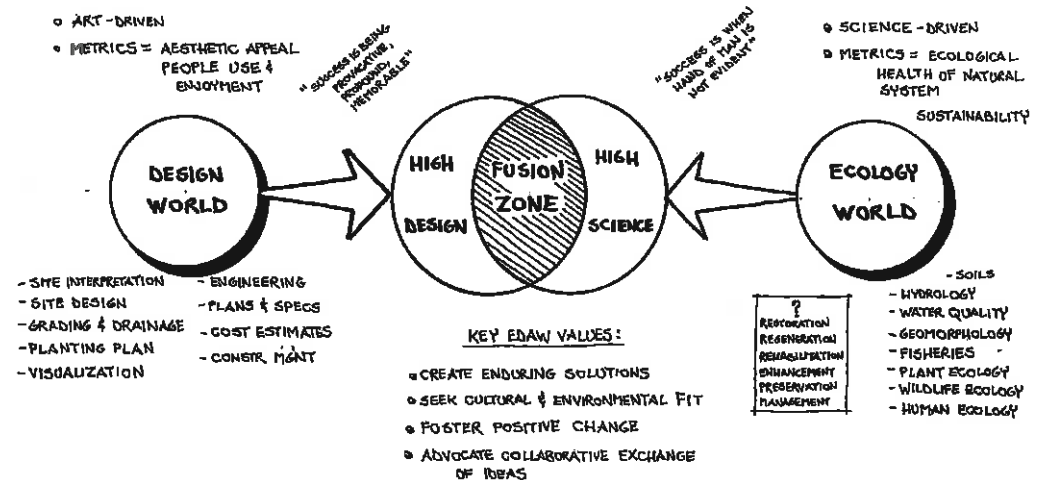 • ART-DRIVEN
• METRICS = AESTHETIC APPEAL
PEOPLE USE &
ENJOYMENT
"SUCCESS IS BEING
PROVOCATIVE,
PROFOUND,
MEMORABLE"
"SUCCESS IS WHEN
HAND OF MAN IS
NOT EVIDENT"
• SCIENCE-DRIVEN
• METRICS = ECOLOGICAL
HEALTH OF NATURAL
SYSTEM
SUSTAINABILITY
DESIGN
WORLD
HIGH
DESIGN
FUSION
ZONE
HIGH
SCIENCE
ECOLOGY
WORLD
- SITE INTERPRETATION
- SITE DESIGN
- GRADING & DRAINAGE
- PLANTING PLAN
- VISUALIZATION
- ENGINEERING
- PLANS & SPECS
- COST ESTIMATES
- CONSTR MGNT
KEY EDAW VALUES:
• CREATE ENDURING SOLUTIONS
• SEEK CULTURAL & ENVIRONMENTAL FIT
• FOSTER POSITIVE CHANGE
• ADVOCATE COLLABORATIVE EXCHANGE
OF IDEAS
?
RESTORATION
REGENERATION
REHABILITATION
ENHANCEMENT
PRESERVATION
MANAGEMENT
- SOILS
- HYDROLOGY
- WATER QUALITY
- GEOMORPHOLOGY
- FISHERIES
- PLANT ECOLOGY
- WILDLIFE ECOLOGY
- HUMAN ECOLOGY